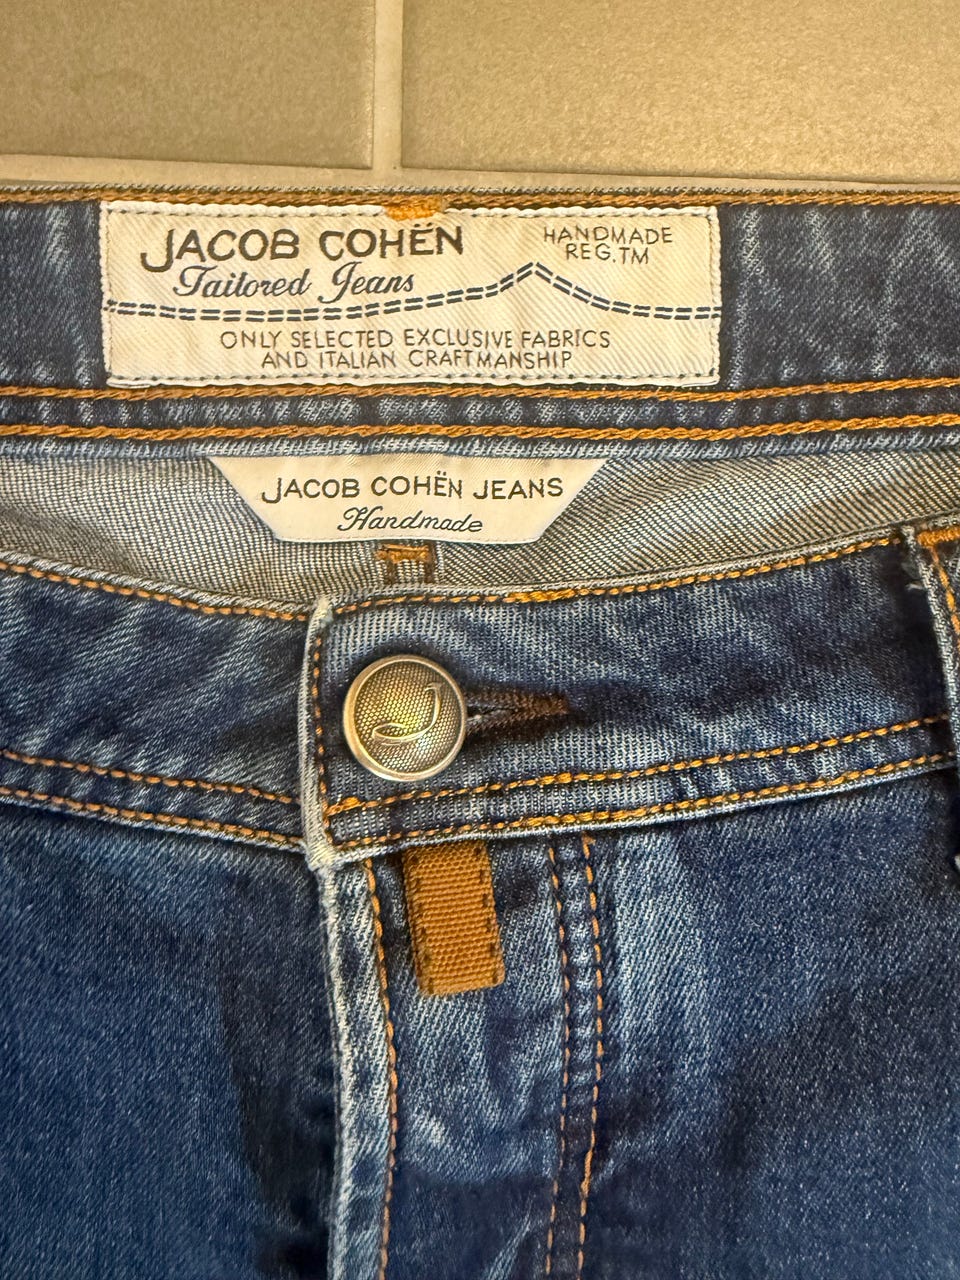 JACOB COHËN
HANDMADE
REG.TM
Tailored Jeans
ONLY SELECTED EXCLUSIVE FABRICS
AND ITALIAN CRAFTMANSHIP
JACOB COHËN JEANS
Handmade
J